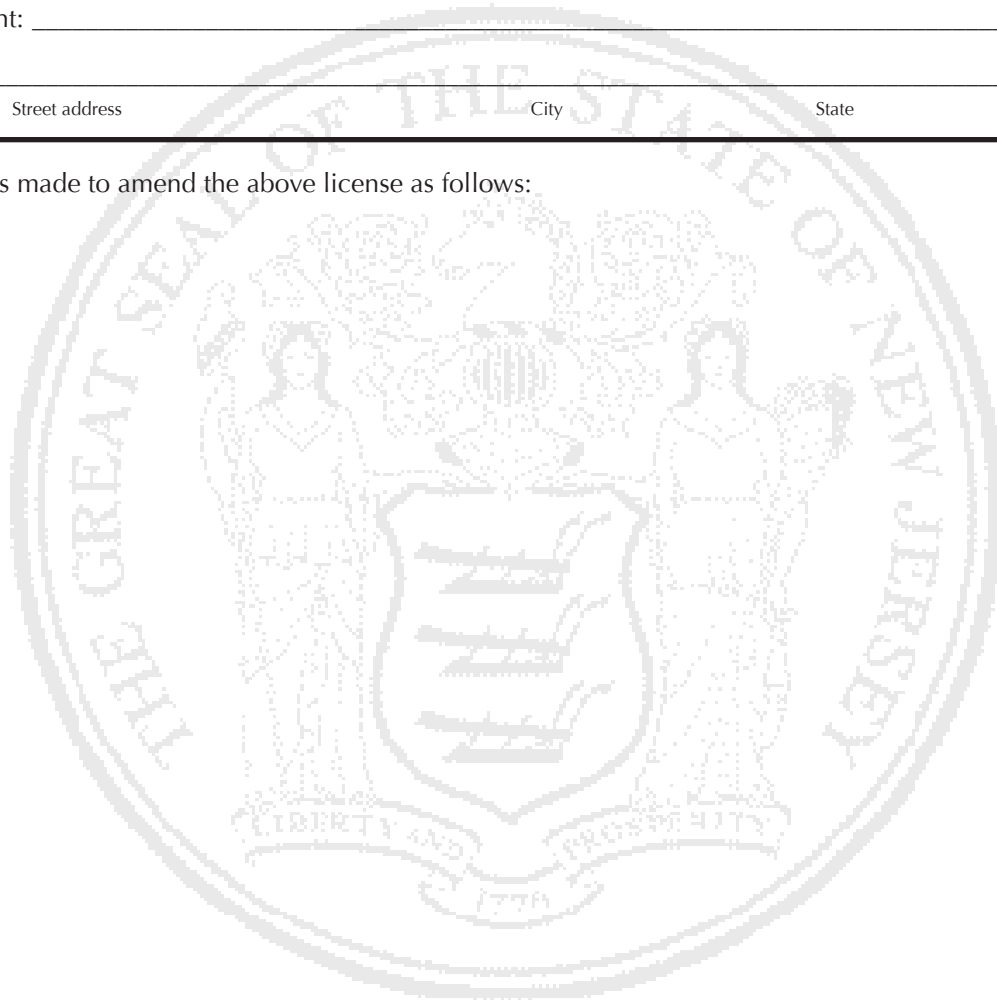 nt:
Street address City State
s made to amend the above license as follows:
THE GREAT SEAL OF THE STATE OF NEW JERSEY
LIBERTY AND PROSPERITY
1776